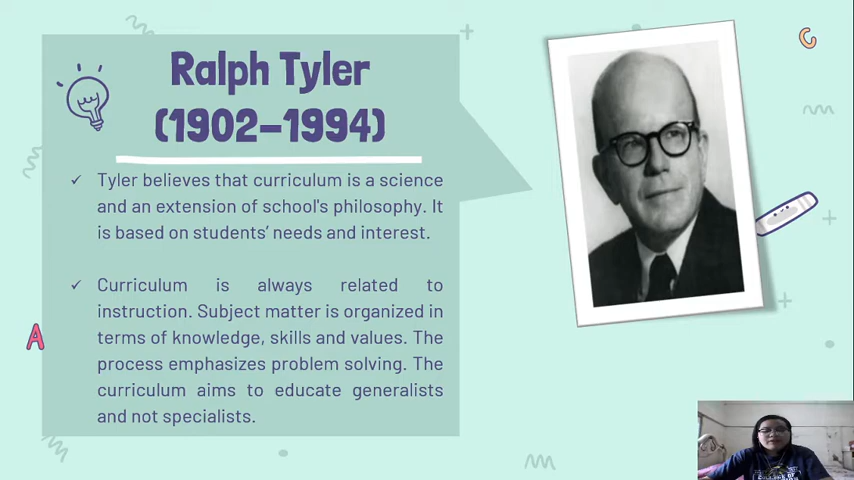 Ralph Tyler
(1902-1994)
✓ Tyler believes that curriculum is a science
and an extension of school's philosophy. It
is based on students' needs and interest.
✓ Curriculum is always related to
instruction. Subject matter is organized in
terms of knowledge, skills and values. The
process emphasizes problem solving. The
curriculum aims to educate generalists
and not specialists.
A